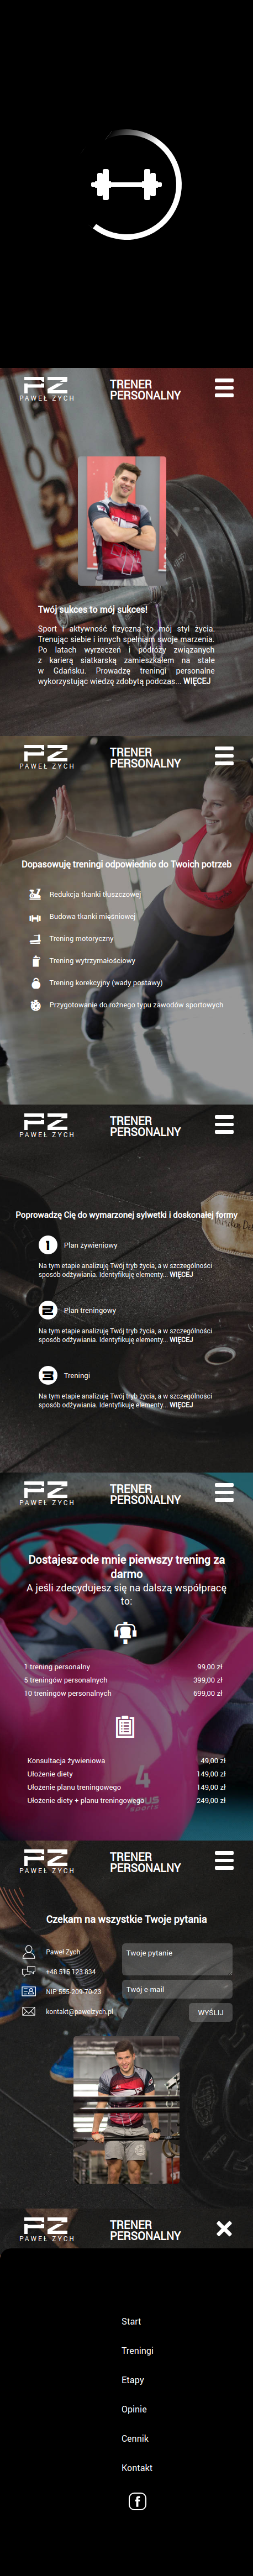 PZ
PAWEŁ ZYCH
TRENER
PERSONALNY
Twój sukces to mój sukces!
Sport i aktywność fizyczna to mój styl życia.
Trenując siebie i innych spełniam swoje marzenia.
Po latach wyrzeczeń i podróży związanych
z karierą siatkarską zamieszkałem na stałe
w Gdańsku. Prowadzę treningi personalne
wykorzystując wiedzę zdobytą podczas... WIĘCEJ
PZ
PAWEŁ ZYCH
TRENER
PERSONALNY
Dopasowuję treningi odpowiednio do Twoich potrzeb
Redukcja tkanki tłuszczowej
Budowa tkanki mięśniowej
Trening motoryczny
Trening wytrzymałościowy
Trening korekcyjny (wady postawy)
Przygotowanie do rożnego typu zawodów sportowych
PZ
PAWEŁ ZYCH
TRENER
PERSONALNY
Poprowadzę Cię do wymarzonej sylwetki i doskonałej formy
1 Plan żywieniowy
Na tym etapie analizuję Twój tryb życia, a w szczególności
sposób odżywiania. Identyfikuję elementy... WIĘCEJ
2 Plan treningowy
Na tym etapie analizuję Twój tryb życia, a w szczególności
sposób odżywiania. Identyfikuję elementy... WIĘCEJ
3 Treningi
Na tym etapie analizuję Twój tryb życia, a w szczególności
sposób odżywiania. Identyfikuję elementy... WIĘCEJ
PZ
PAWEŁ ZYCH
TRENER
PERSONALNY
Dostajesz ode mnie pierwszy trening za
darmo
A jeśli zdecydujesz się na dalszą współpracę
to:
1 trening personalny 99,00 zł
5 treningów personalnych 399,00 zł
10 treningów personalnych 699,00 zł
Konsultacja żywieniowa 49,00 zł
Ułożenie diety 149,00 zł
Ułożenie planu treningowego 149,00 zł
Ułożenie diety + planu treningowego 249,00 zł
4
sports
PZ
PAWEŁ ZYCH
TRENER
PERSONALNY
Czekam na wszystkie Twoje pytania
Paweł Zych
+48 516 123 834
NIP 555-209-70-23
kontakt@pawelzych.pl
Twoje pytanie
Twój e-mail
WYŚLIJ
PZ
PAWEŁ ZYCH
TRENER
PERSONALNY
Start
Treningi
Etapy
Opinie
Cennik
Kontakt